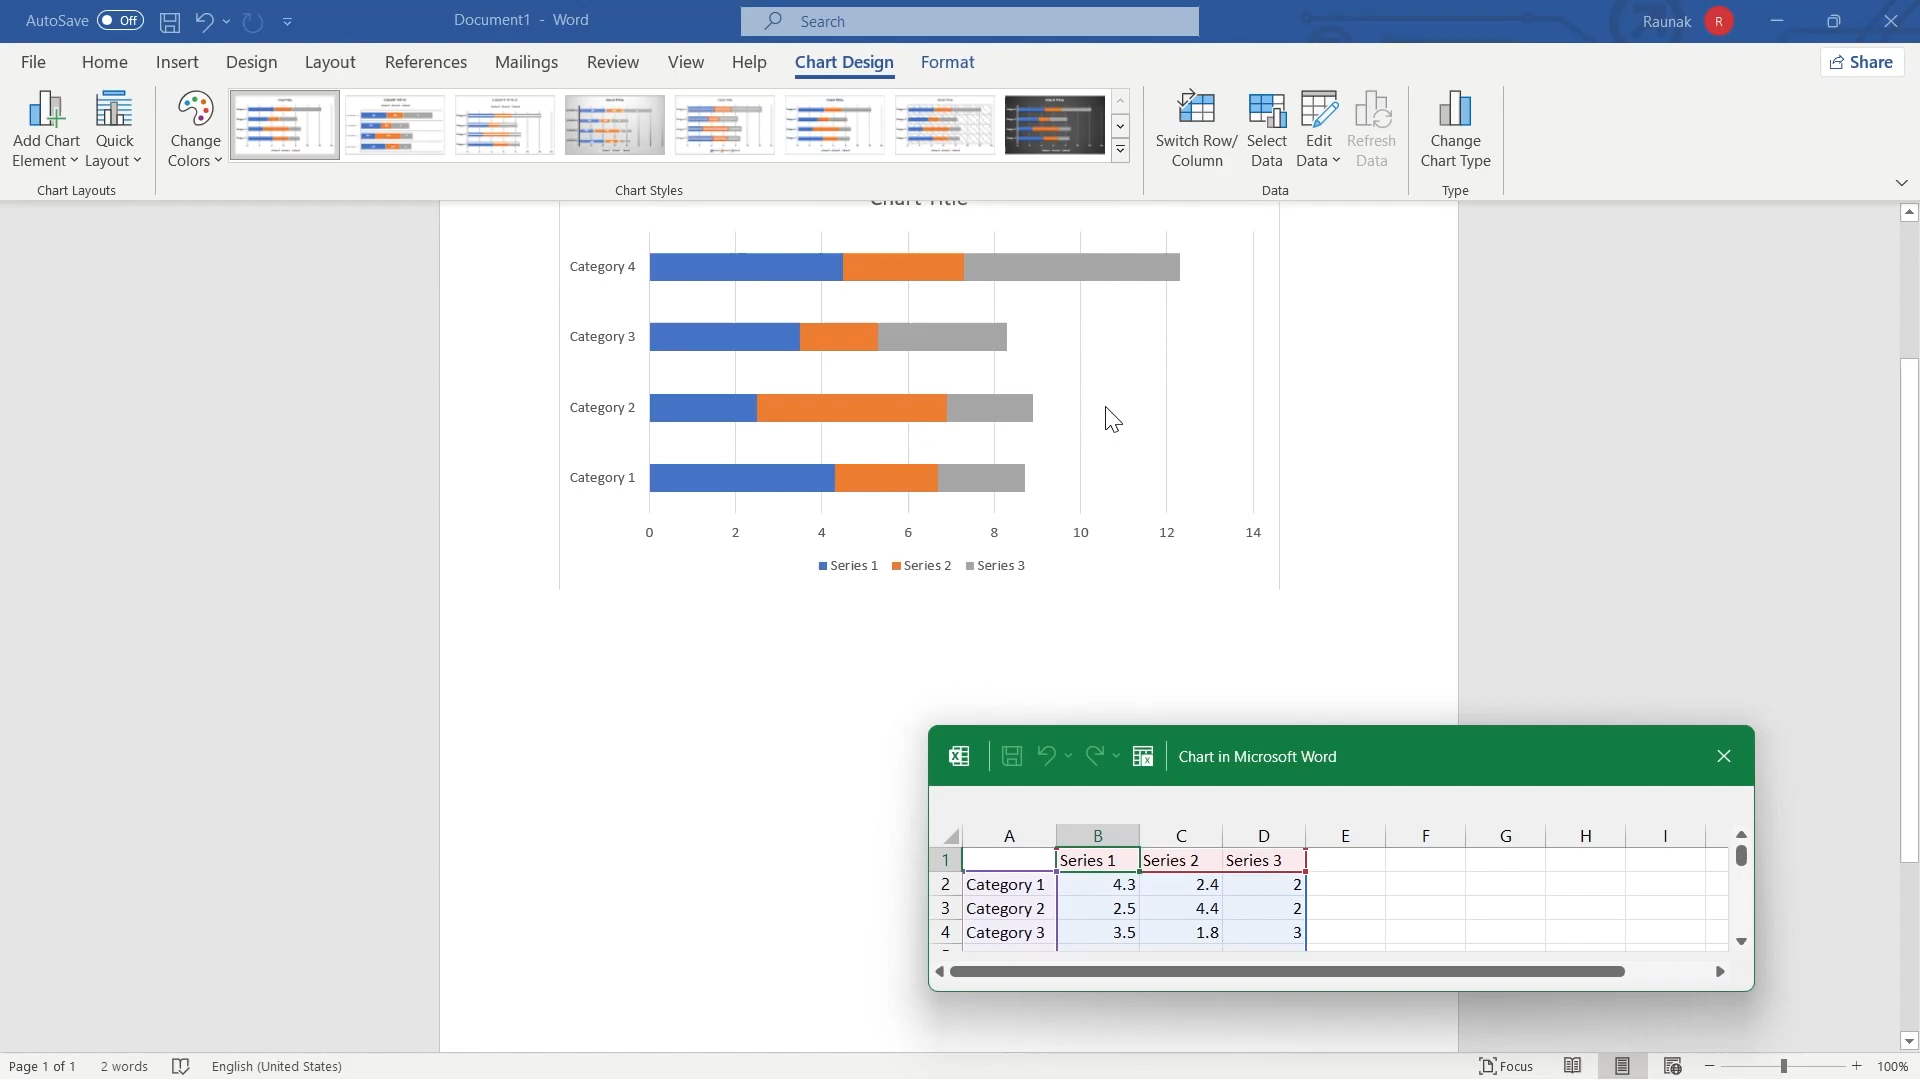 AutoSave Off Document1 - Word Search Raunak R
File Home Insert Design Layout References Mailings Review View Help Chart Design Format Share
Add Chart Element Quick Layout Change Colors Switch Row/ Column Select Data Edit Data Refresh Data Change Chart Type
Chart Layouts Chart Styles Data Type
Chart Title
Category 4
Category 3
Category 2
Category 1
0 2 4 6 8 10 12 14
Series 1 Series 2 Series 3
Chart in Microsoft Word
A B C D E F G H I
1 Series 1 Series 2 Series 3
2 Category 1 4.3 2.4 2
3 Category 2 2.5 4.4 2
4 Category 3 3.5 1.8 3
Page 1 of 1 2 words English (United States) Focus 100%